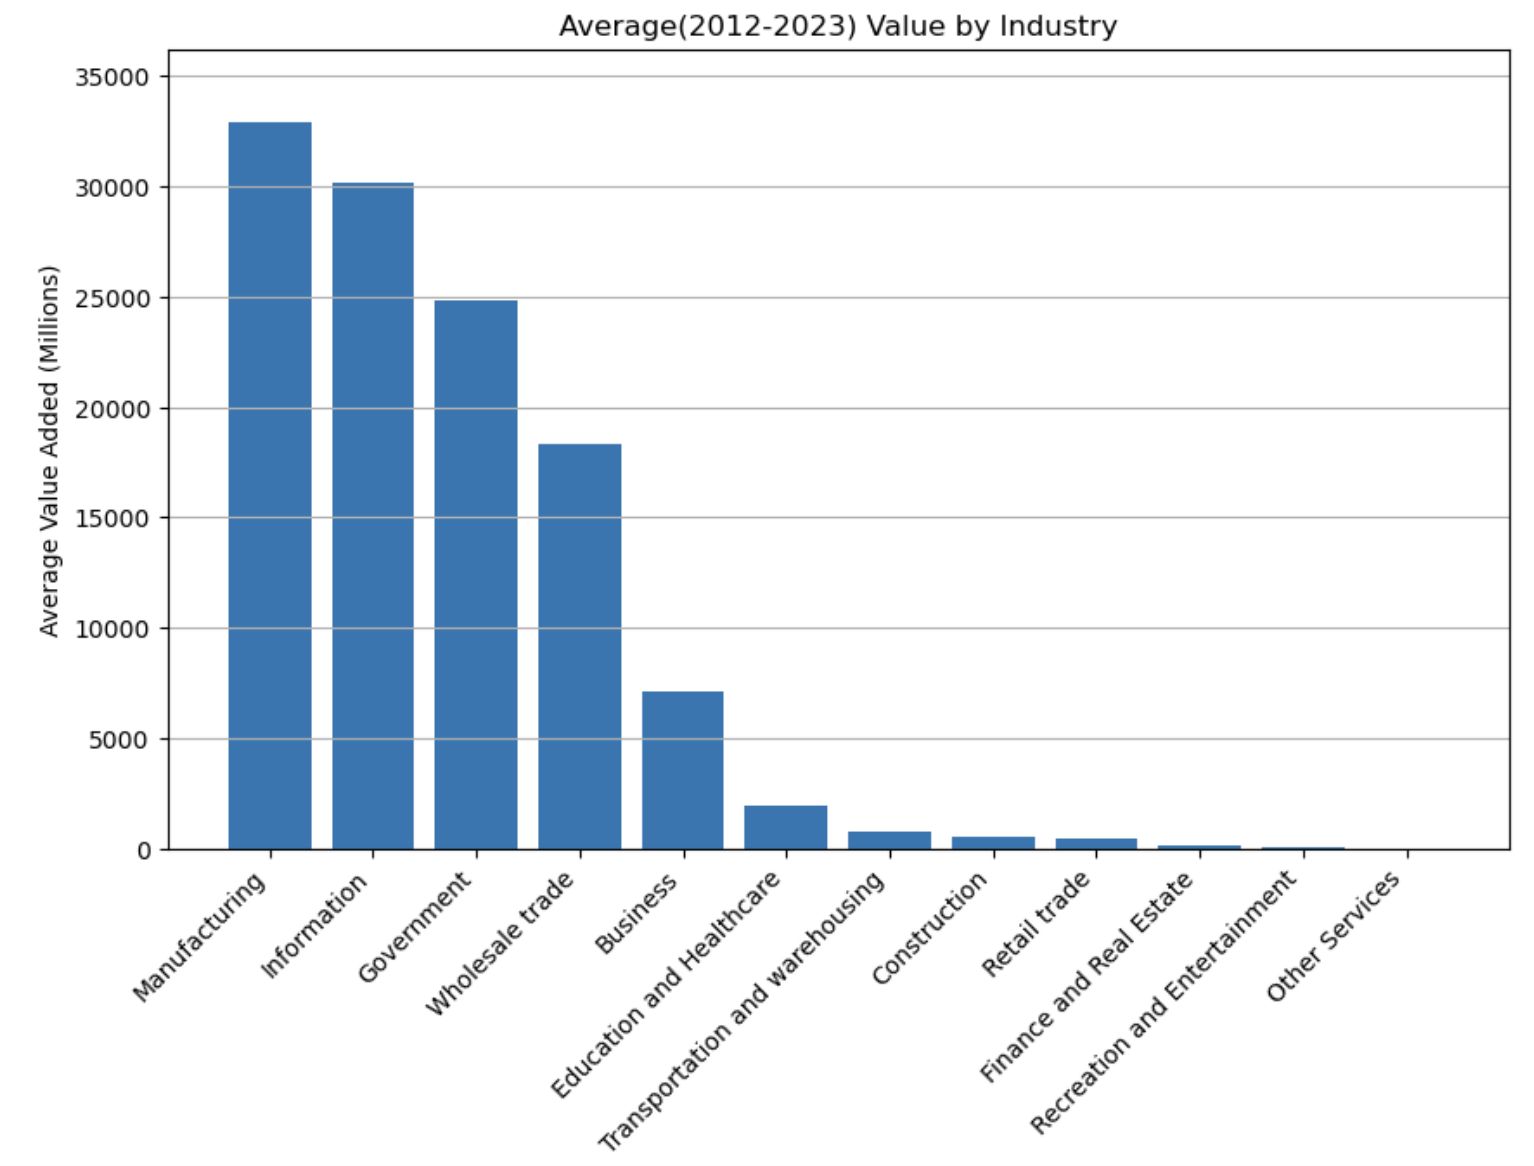 Average(2012-2023) Value by Industry
Average Value Added (Millions)
35000
30000
25000
20000
15000
10000
5000
0
Manufacturing
Information
Government
Wholesale trade
Business
Education and Healthcare
Transportation and warehousing
Construction
Retail trade
Finance and Real Estate
Recreation and Entertainment
Other Services